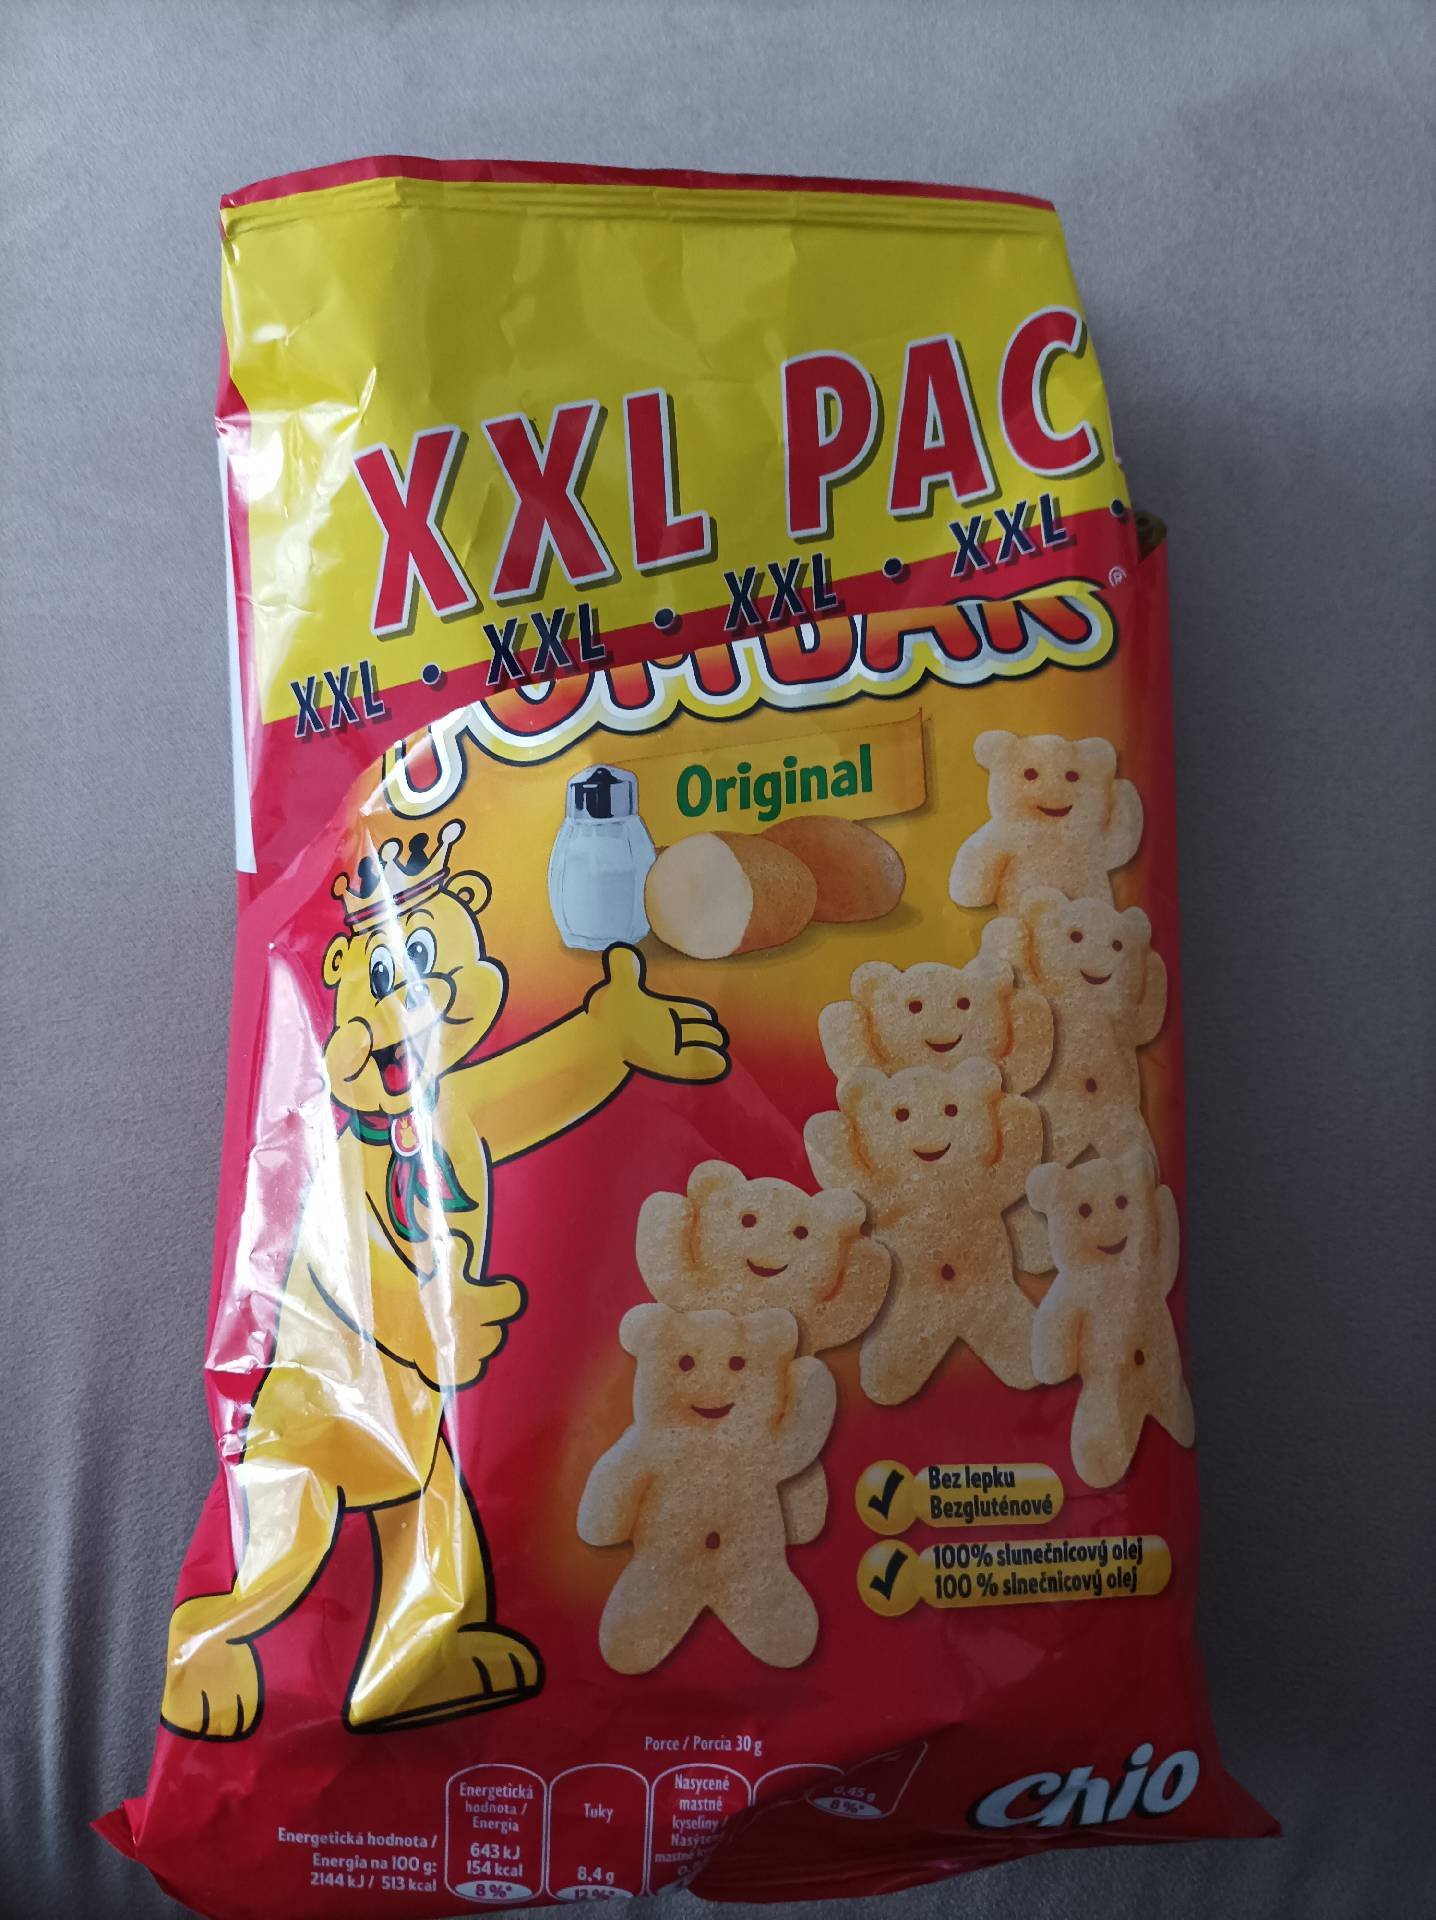 XXL PAC
XXL • XXL • XXL • XXL •
®
Original
Bez lepku
Bezgluténové
100% slunečnicový olej
100 % slnečnicový olej
Chio
Porce / Porcia 30 g
Energetická hodnota /
Energia na 100 g:
2144 kJ / 513 kcal
Energetická
hodnota /
Energia
643 kJ
154 kcal
8 %*
Tuky
8,4 g
12 %*
Nasycené
mastné
kyseliny /
0,45 g
8 %*